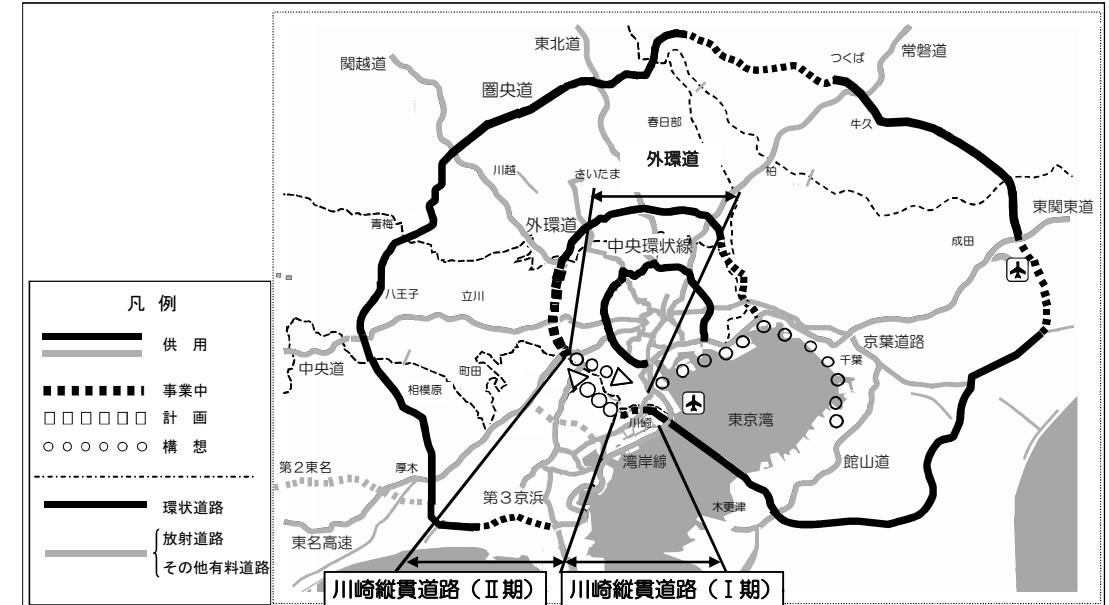 東北道
常磐道
つくば
関越道
圏央道
春日部
牛久
外環道
川越
さいたま
柏
東関東道
青梅
外環道
中央環状線
成田
八王子
立川
凡 例
供 用
京葉道路
中央道
町田
千葉
事業中
相模原
計 画
東京湾
川崎
構 想
湾岸線
館山道
第2東名
厚木
第3京浜
木更津
環状道路
放射道路
東名高速
その他有料道路
川崎縦貫道路(Ⅱ期)
川崎縦貫道路(Ⅰ期)